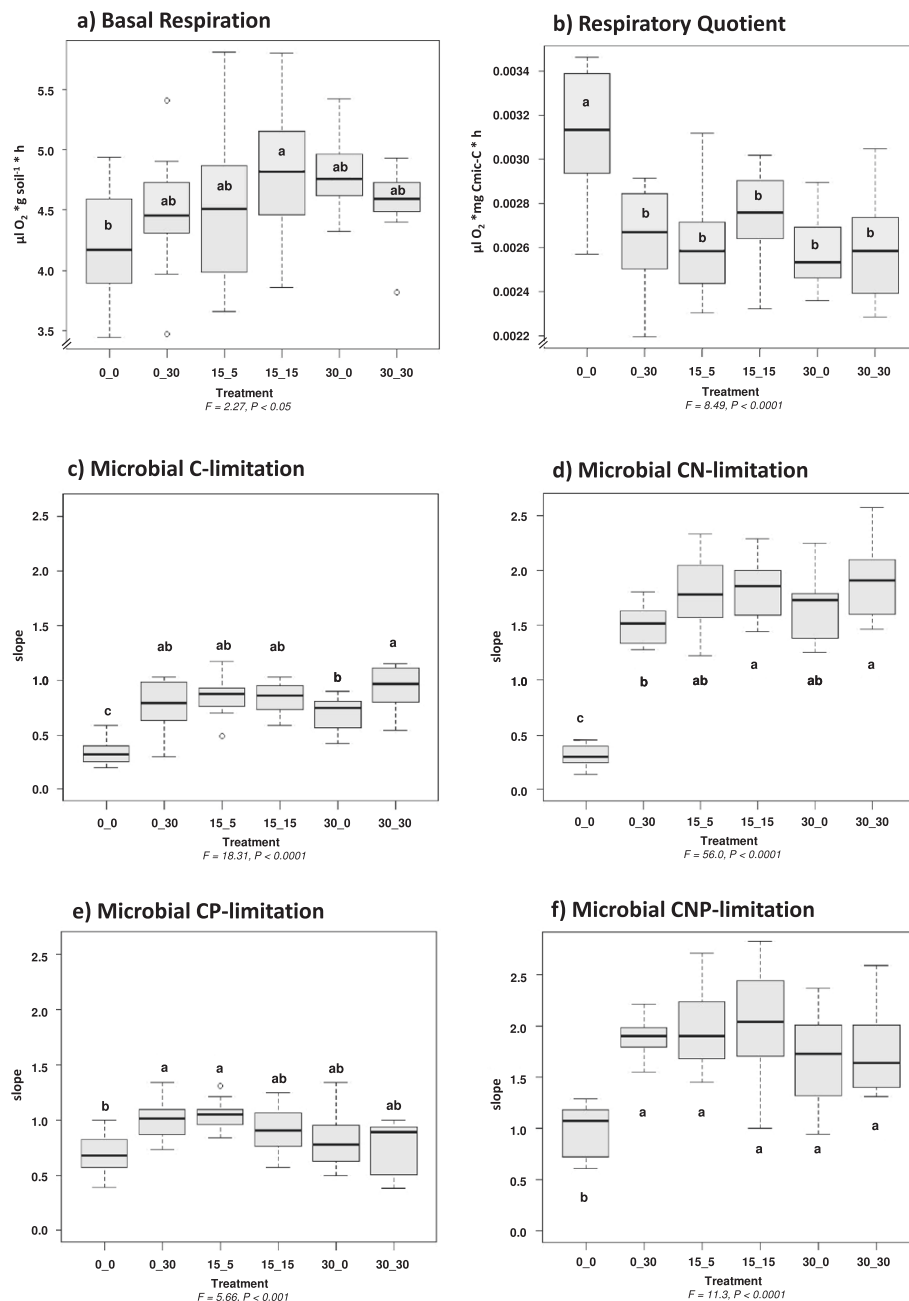 a) Basal Respiration
µl O2 *g soil-1 * h
5.5
5.0
4.5
4.0
3.5
b
ab
ab
a
ab
ab
0_0 0_30 15_5 15_15 30_0 30_30
Treatment
F = 2.27, P < 0.05
b) Respiratory Quotient
µl O2 *mg Cmic-C * h
0.0034
0.0032
0.0030
0.0028
0.0026
0.0024
0.0022
a
b
b
b
b
b
0_0 0_30 15_5 15_15 30_0 30_30
Treatment
F = 8.49, P < 0.0001
c) Microbial C-limitation
slope
2.5
2.0
1.5
1.0
0.5
0.0
c
ab
ab
ab
b
a
0_0 0_30 15_5 15_15 30_0 30_30
Treatment
F = 18.31, P < 0.0001
d) Microbial CN-limitation
slope
2.5
2.0
1.5
1.0
0.5
0.0
c
b
ab
a
ab
a
0_0 0_30 15_5 15_15 30_0 30_30
Treatment
F = 56.0, P < 0.0001
e) Microbial CP-limitation
slope
2.5
2.0
1.5
1.0
0.5
0.0
b
a
a
ab
ab
ab
0_0 0_30 15_5 15_15 30_0 30_30
Treatment
F = 5.66, P < 0.001
f) Microbial CNP-limitation
slope
2.5
2.0
1.5
1.0
0.5
0.0
b
a
a
a
a
a
0_0 0_30 15_5 15_15 30_0 30_30
Treatment
F = 11.3, P < 0.0001